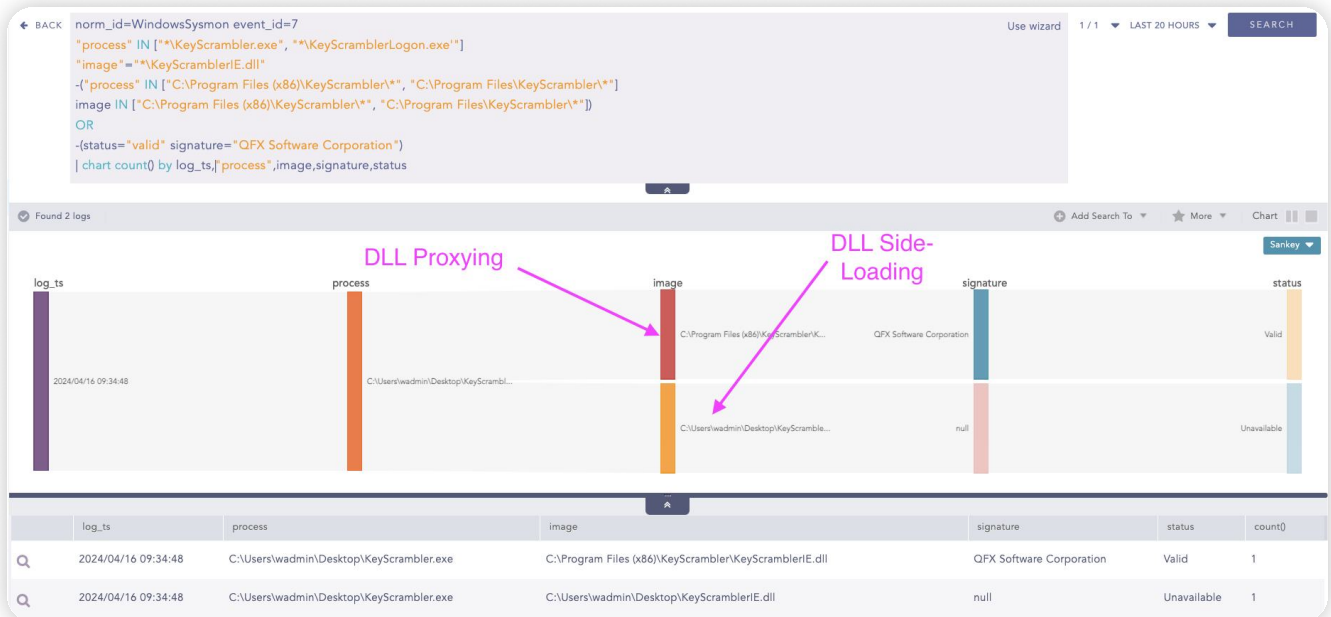 BACK
norm_id=WindowsSysmon event_id=7
"process" IN ["*\KeyScrambler.exe", "*\KeyScramblerLogon.exe'"]
"image"="*\KeyScramblerIE.dll"
-("process" IN ["C:\Program Files (x86)\KeyScrambler\*", "C:\Program Files\KeyScrambler\*"]
image IN ["C:\Program Files (x86)\KeyScrambler\*", "C:\Program Files\KeyScrambler\*"])
OR
-(status="valid" signature="QFX Software Corporation")
| chart count() by log_ts,"process",image,signature,status
Use wizard 1 / 1 LAST 20 HOURS SEARCH
Found 2 logs Add Search To More Chart
Sankey
DLL Proxying
DLL Side-
Loading
log_ts process image signature status
C:\Program Files (x86)\KeyScrambler\K... QFX Software Corporation Valid
2024/04/16 09:34:48 C:\Users\wadmin\Desktop\KeyScrambl...
C:\Users\wadmin\Desktop\KeyScramble... null Unavailable
log_ts process image signature status count()
2024/04/16 09:34:48 C:\Users\wadmin\Desktop\KeyScrambler.exe C:\Program Files (x86)\KeyScrambler\KeyScramblerIE.dll QFX Software Corporation Valid 1
2024/04/16 09:34:48 C:\Users\wadmin\Desktop\KeyScrambler.exe C:\Users\wadmin\Desktop\KeyScramblerIE.dll null Unavailable 1